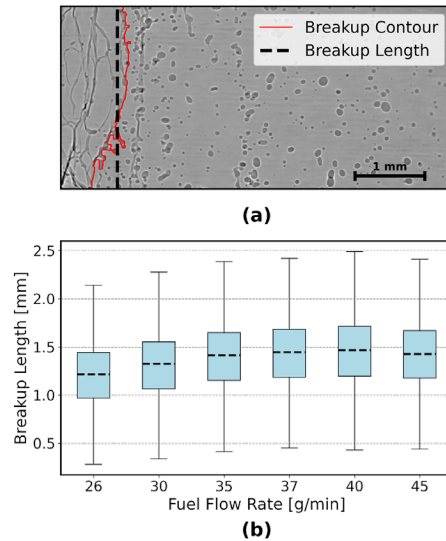 Breakup Contour
Breakup Length
1 mm
(a)
Breakup Length [mm]
2.5
2.0
1.5
1.0
0.5
26 30 35 37 40 45
Fuel Flow Rate [g/min]
(b)